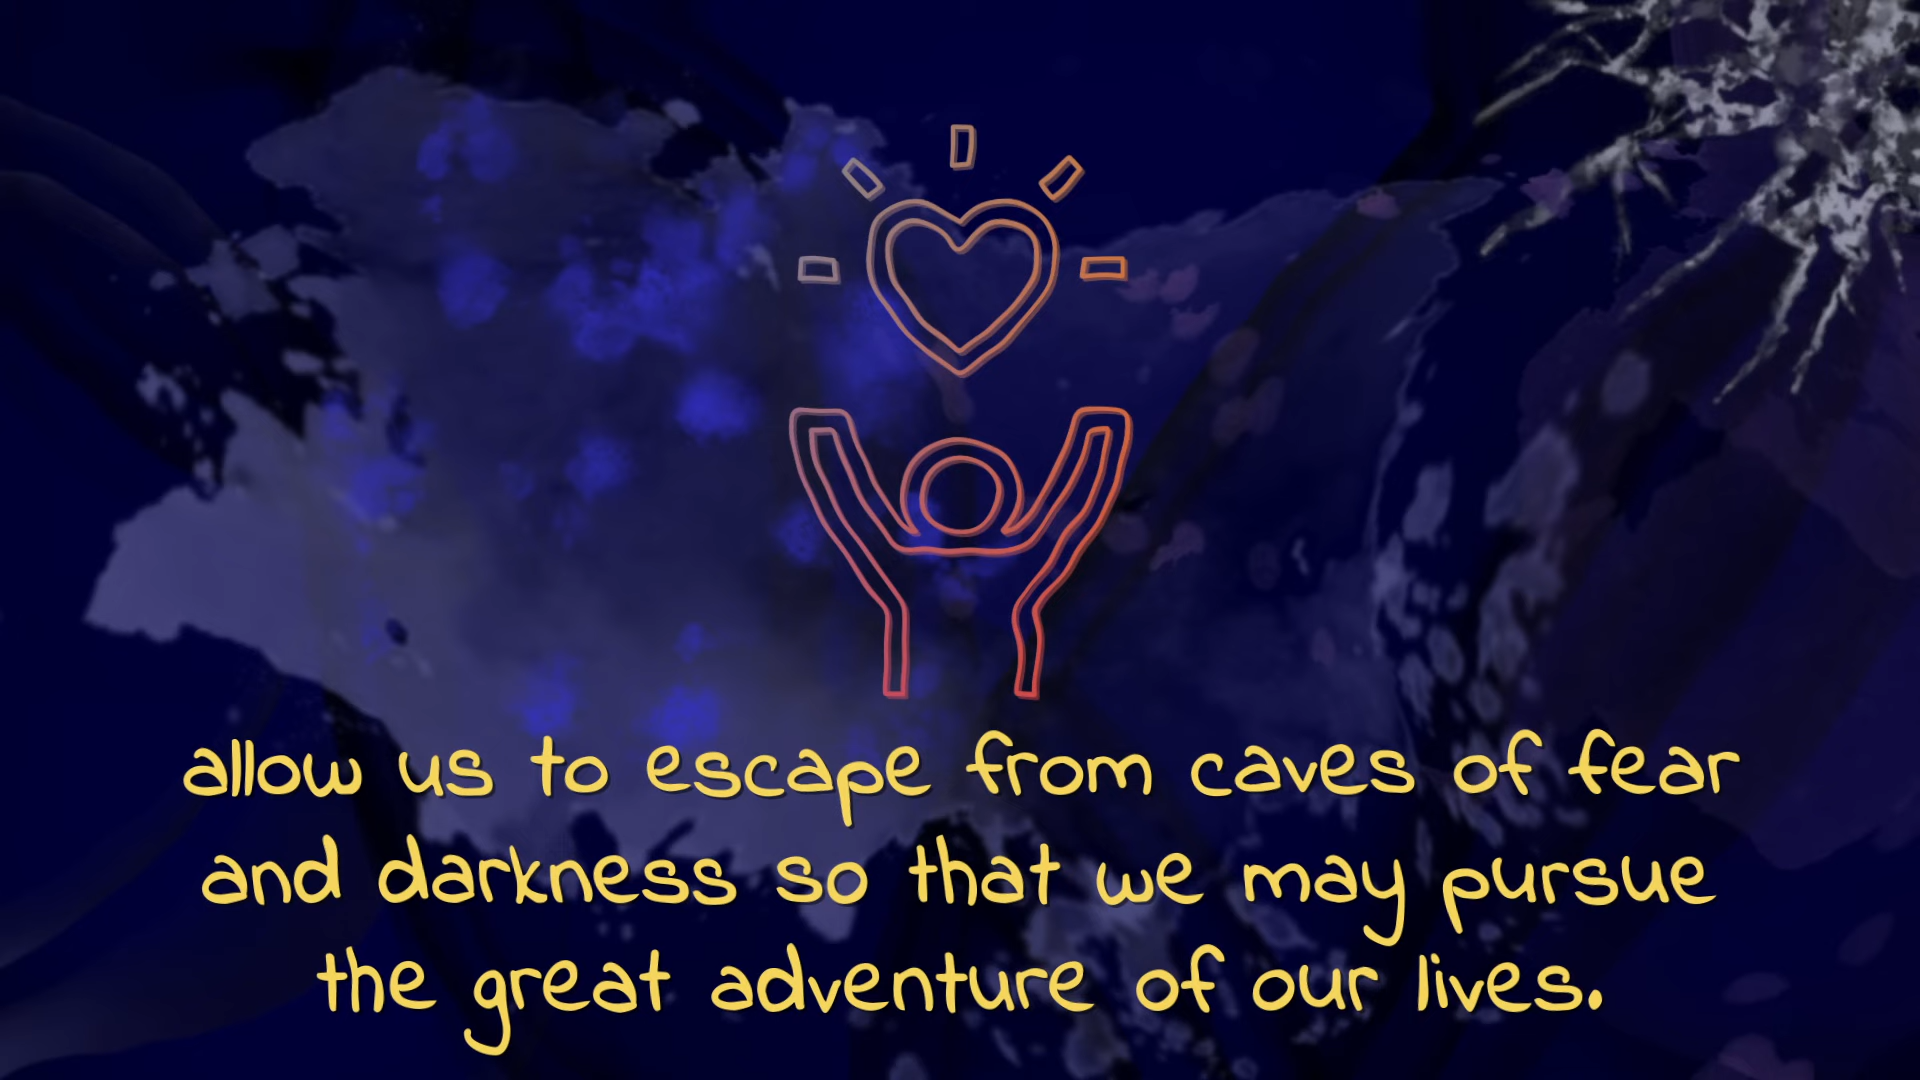 allow us to escape from caves of fear
and darkness so that we may pursue
the great adventure of our lives.